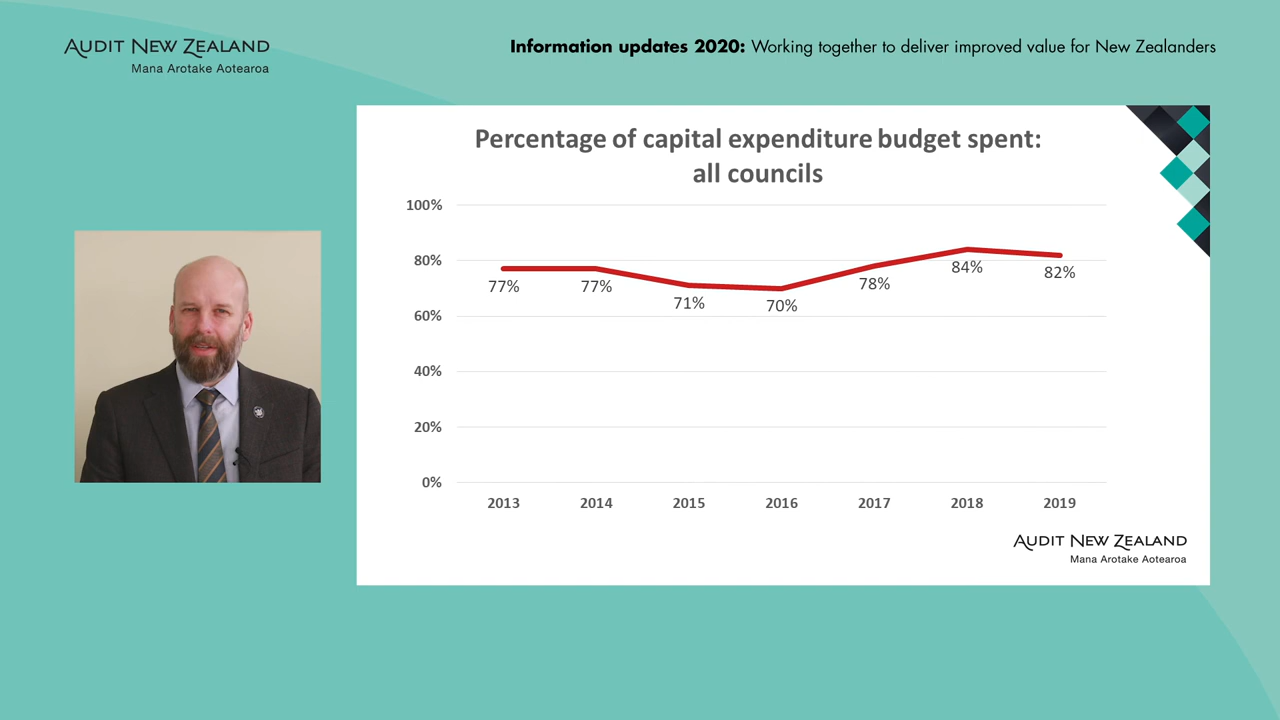 AUDIT NEW ZEALAND
Mana Arotake Aotearoa
Information updates 2020: Working together to deliver improved value for New Zealanders
Percentage of capital expenditure budget spent:
all councils
100%
80%
60%
40%
20%
0%
77%
77%
71%
70%
78%
84%
82%
2013
2014
2015
2016
2017
2018
2019
AUDIT NEW ZEALAND
Mana Arotake Aotearoa